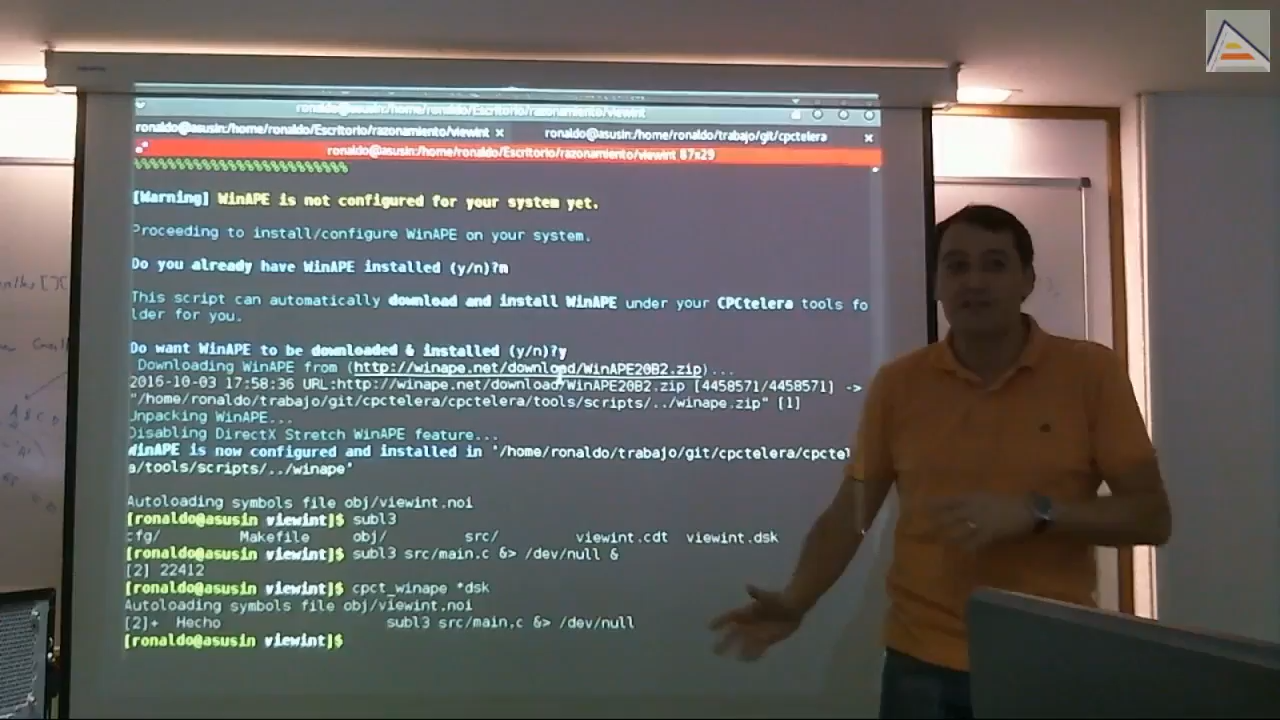 ronaldo@asusin:/home/ronaldo/Escritorio/razonamiento/viewint
ronaldo@asusin:/home/ronaldo/Escritorio/razonamiento/viewint × ronaldo@asusin:/home/ronaldo/trabajo/git/cpctelera ×
ronaldo@asusin:/home/ronaldo/Escritorio/razonamiento/viewint 87x29
%%%%%%%%%%%%%%%%%%%%%%%%%%%
[Warning] WinAPE is not configured for your system yet.
Proceeding to install/configure WinAPE on your system.
Do you already have WinAPE installed (y/n)?n
This script can automatically download and install WinAPE under your CPCtelera tools fo
lder for you.
Do want WinAPE to be downloaded & installed (y/n)?y
Downloading WinAPE from (http://winape.net/download/WinAPE20B2.zip)...
2016-10-03 17:58:36 URL:http://winape.net/download/WinAPE20B2.zip [4458571/4458571] ->
"/home/ronaldo/trabajo/git/cpctelera/cpctelera/tools/scripts/../winape.zip" [1]
Unpacking WinAPE...
Disabling DirectX Stretch WinAPE feature...
WinAPE is now configured and installed in '/home/ronaldo/trabajo/git/cpctelera/cpctel
a/tools/scripts/../winape'
Autoloading symbols file obj/viewint.noi
[ronaldo@asusin viewint]$ subl3
cfg/ Makefile obj/ src/ viewint.cdt viewint.dsk
[ronaldo@asusin viewint]$ subl3 src/main.c &> /dev/null &
[2] 22412
[ronaldo@asusin viewint]$ cpct_winape *dsk
Autoloading symbols file obj/viewint.noi
[2]+ Hecho subl3 src/main.c &> /dev/null
[ronaldo@asusin viewint]$